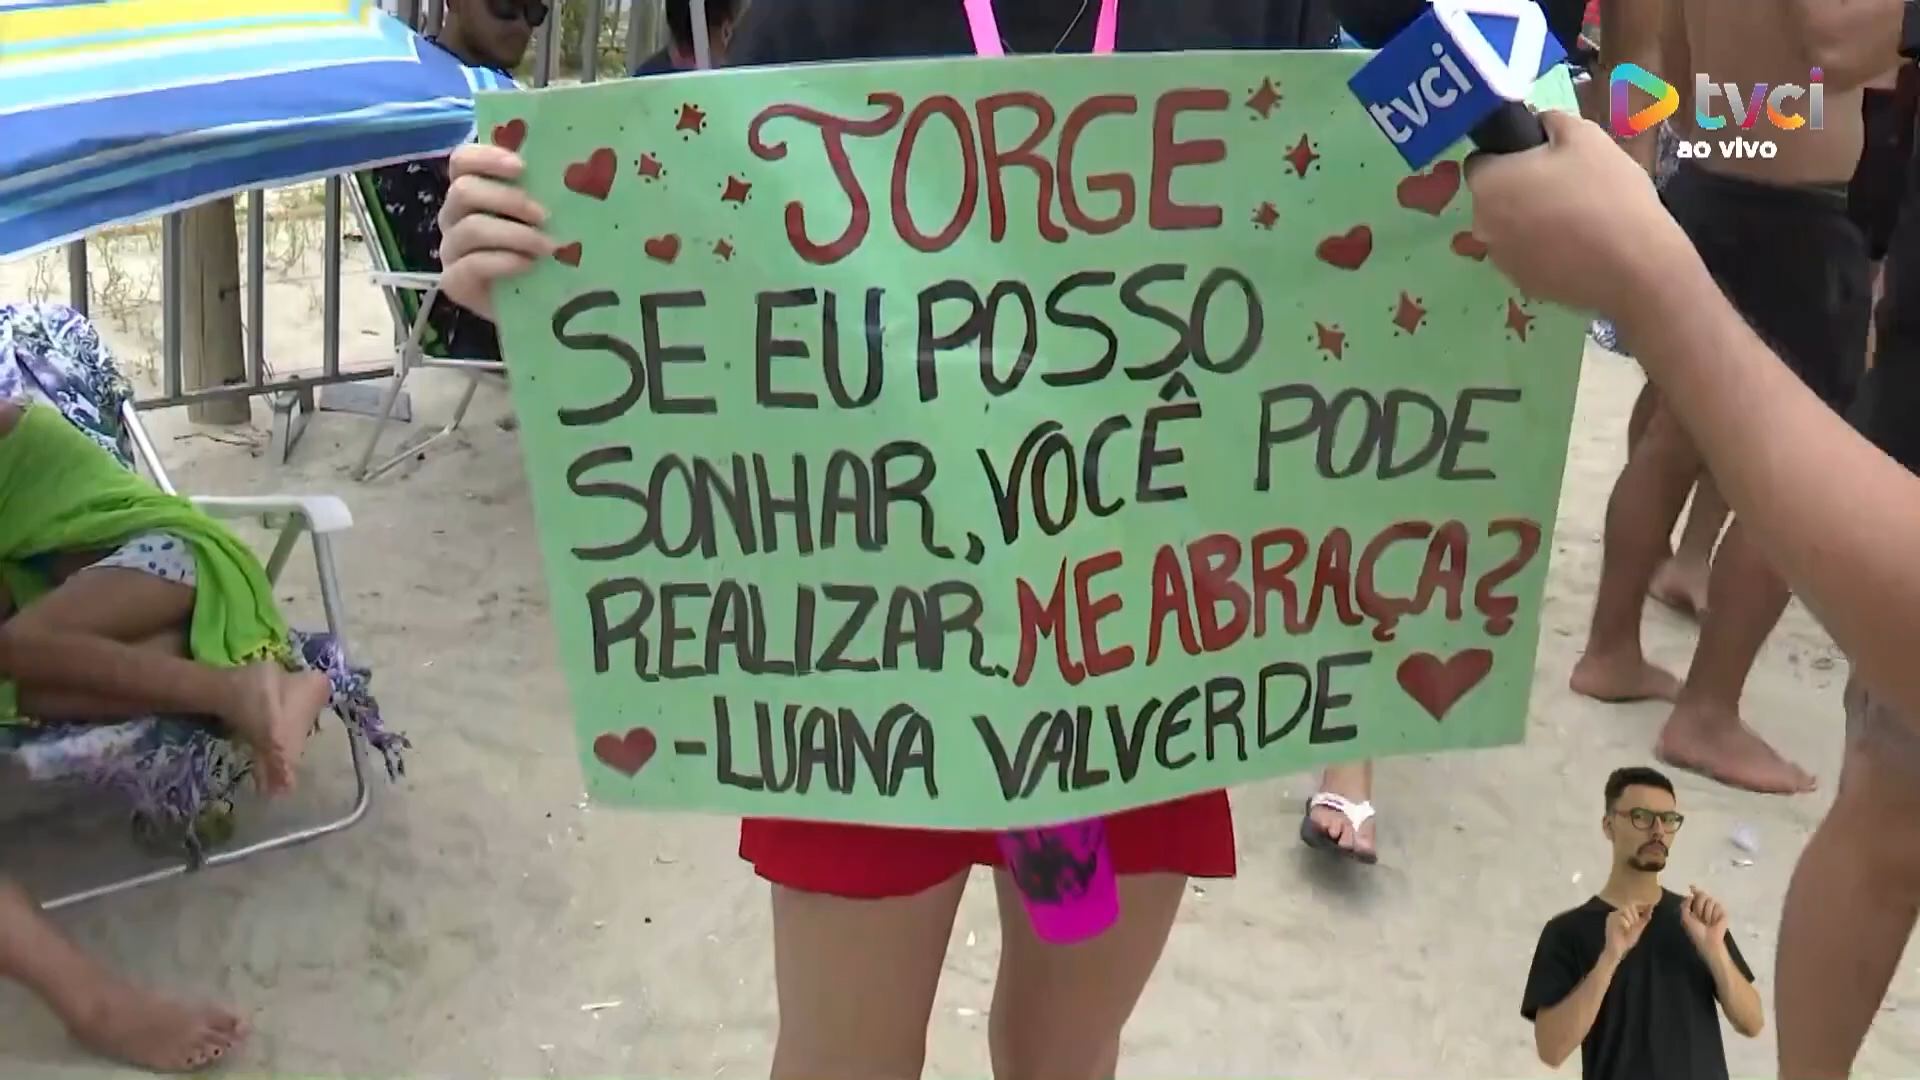 JORGE
SE EU POSSO
SONHAR, VOCÊ PODE
REALIZAR. ME ABRAÇA?
-LUANA VALVERDE
tvci
tvci
ao vivo